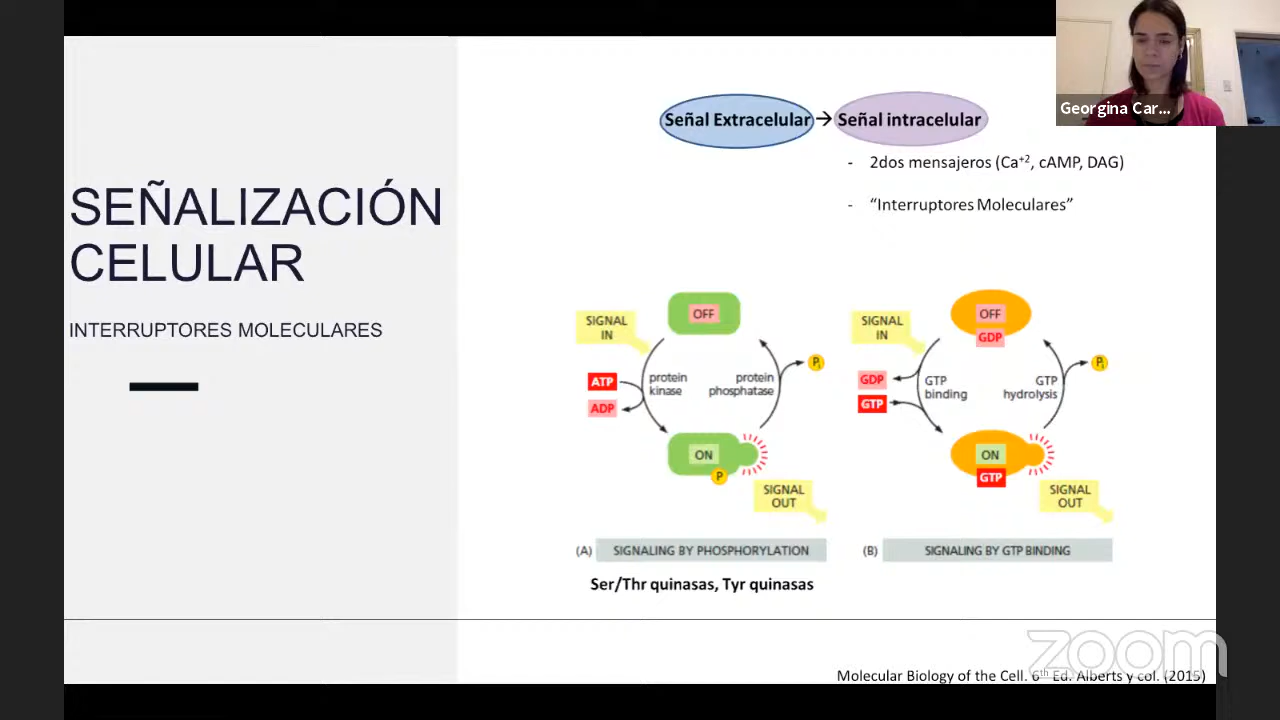 Georgina Car...
SEÑALIZACIÓN
CELULAR
INTERRUPTORES MOLECULARES
Señal Extracelular → Señal intracelular
- 2dos mensajeros (Ca+2, cAMP, DAG)
- “Interruptores Moleculares”
SIGNAL
IN
OFF
ATP
ADP
protein
kinase
protein
phosphatase
Pi
ON
P
SIGNAL
OUT
(A) SIGNALING BY PHOSPHORYLATION
Ser/Thr quinasas, Tyr quinasas
SIGNAL
IN
OFF
GDP
GDP
GTP
GTP
binding
GTP
hydrolysis
Pi
ON
GTP
SIGNAL
OUT
(B) SIGNALING BY GTP BINDING
zoom
Molecular Biology of the Cell. 6th Ed. Alberts y col. (2015)